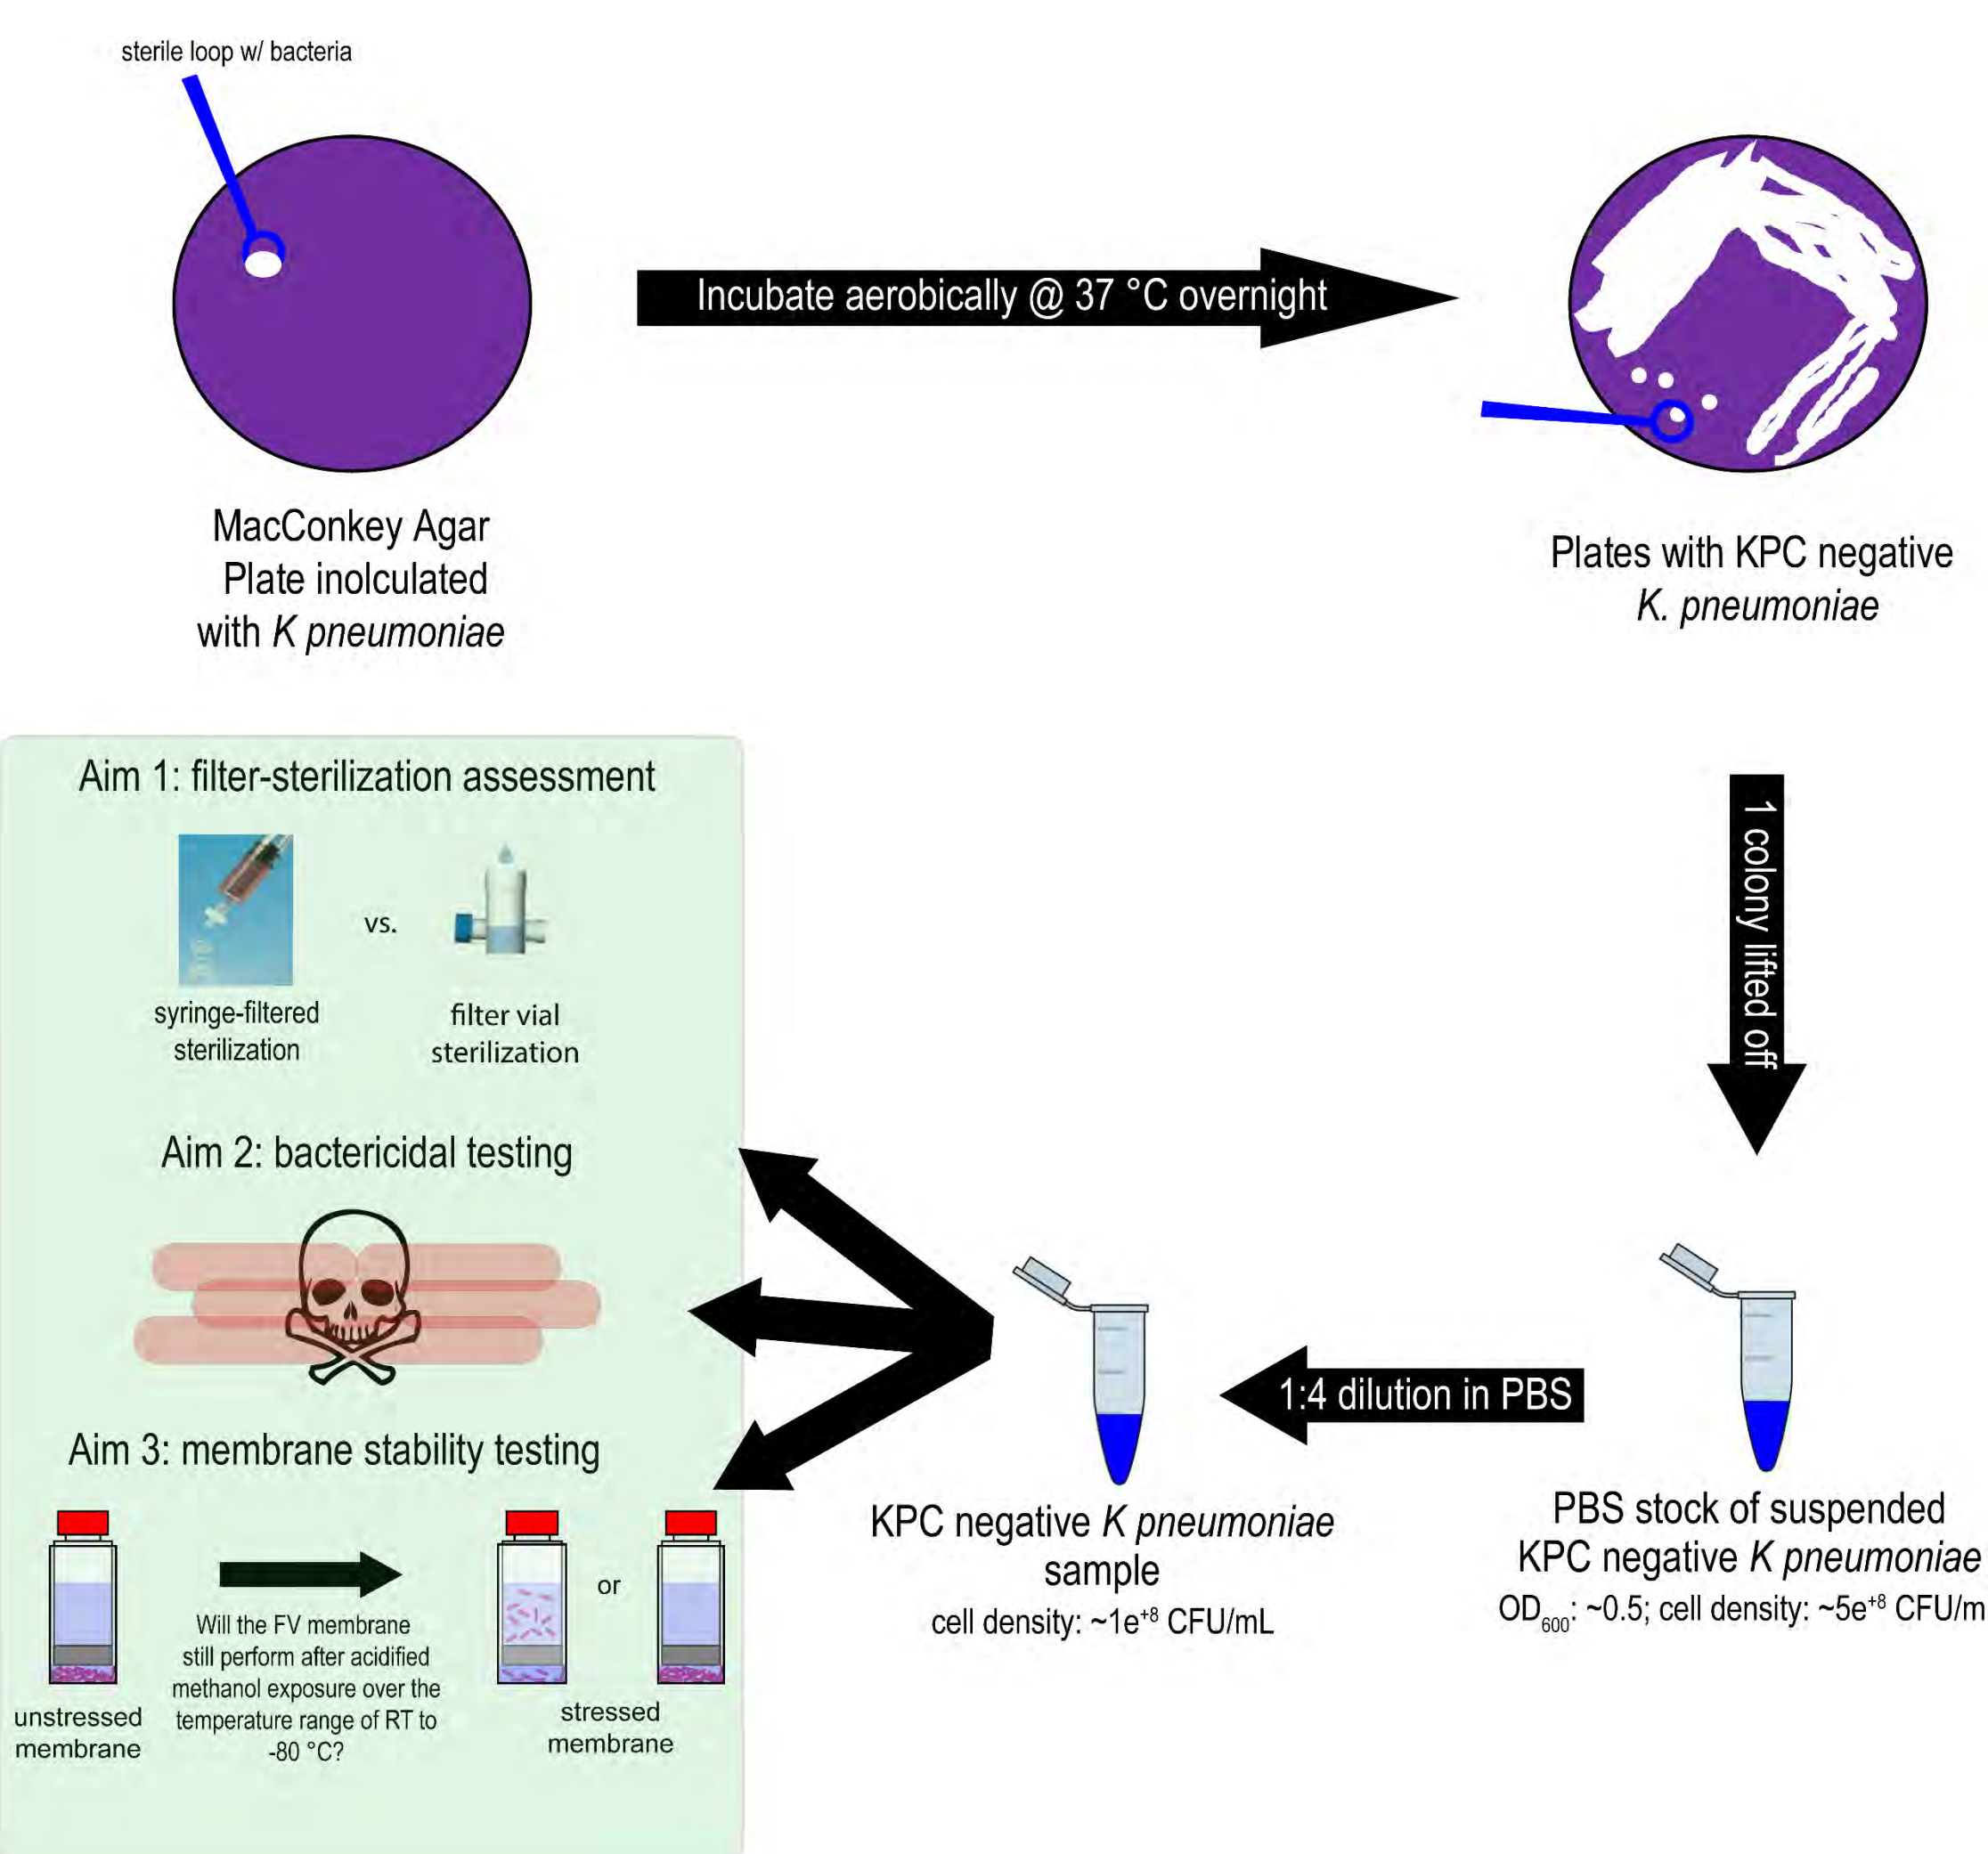 sterile loop w/ bacteria
Incubate aerobically @ 37 °C overnight
MacConkey Agar
Plate inolculated
with K pneumoniae
Plates with KPC negative
K. pneumoniae
1 colony lifted off
PBS stock of suspended
KPC negative K pneumoniae
OD600: ~0.5; cell density: ~5e+8 CFU/m
1:4 dilution in PBS
KPC negative K pneumoniae
sample
cell density: ~1e+8 CFU/mL
Aim 1: filter-sterilization assessment
vs.
syringe-filtered
sterilization
filter vial
sterilization
Aim 2: bactericidal testing
Aim 3: membrane stability testing
or
Will the FV membrane
still perform after acidified
methanol exposure over the
temperature range of RT to
-80 °C?
unstressed
membrane
stressed
membrane